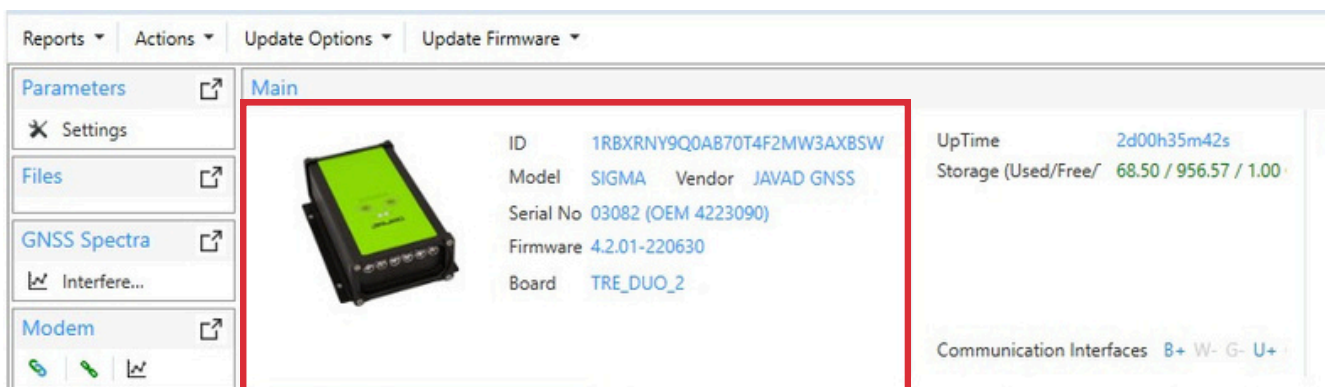 Reports Actions Update Options Update Firmware
Parameters
Settings
Files
GNSS Spectra
Interfere...
Modem
Main
ID 1RBXRNY9Q0AB70T4F2MW3AXBSW
Model SIGMA Vendor JAVAD GNSS
Serial No 03082 (OEM 4223090)
Firmware 4.2.01-220630
Board TRE_DUO_2
UpTime 2d00h35m42s
Storage (Used/Free/ 68.50 / 956.57 / 1.00
Communication Interfaces B+ W- G- U+